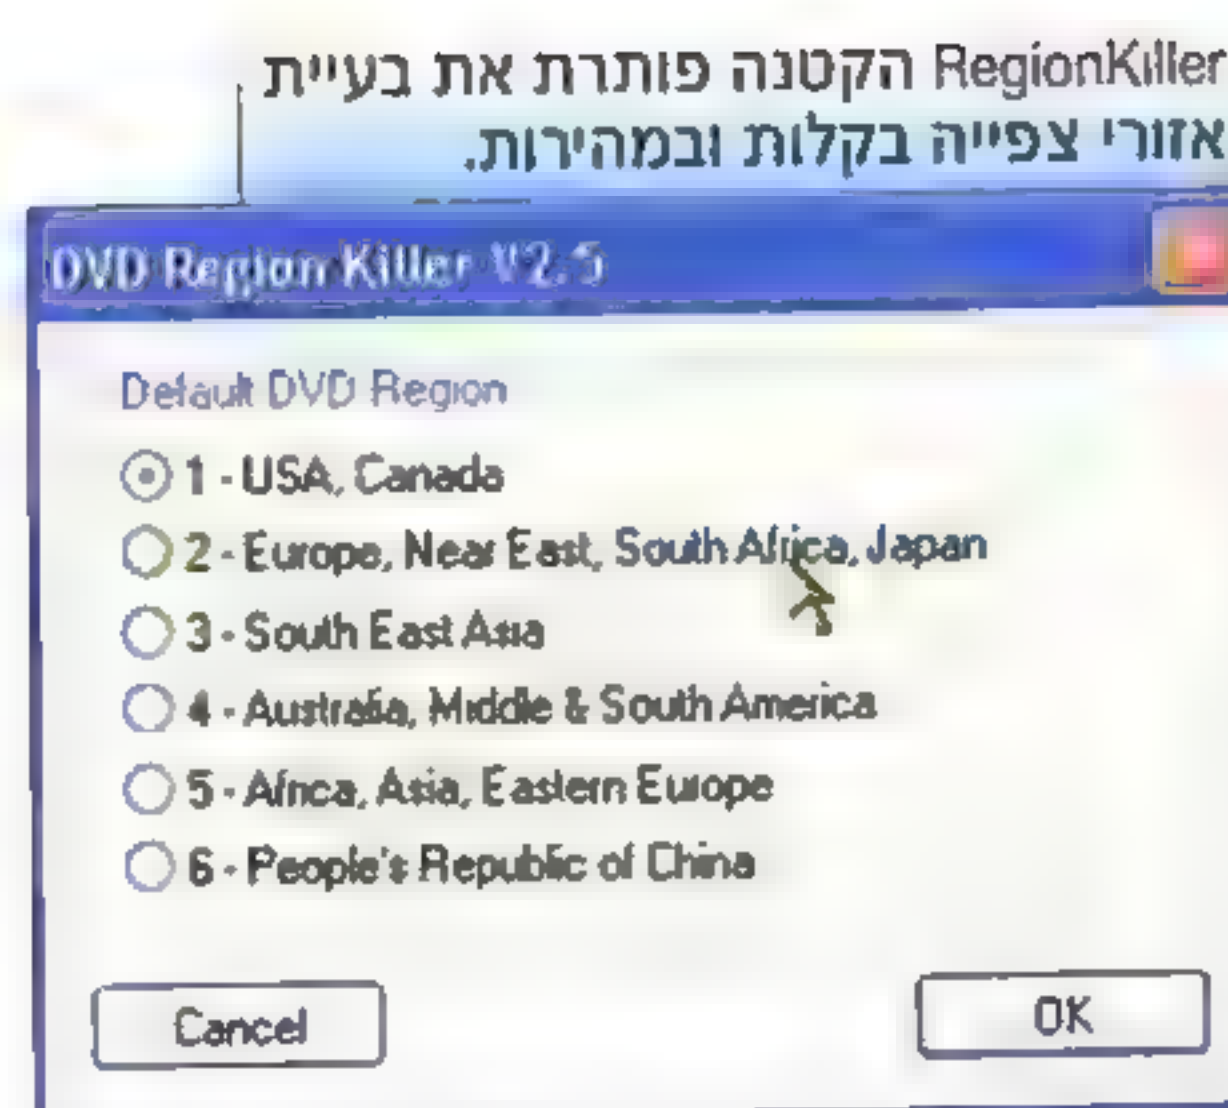 RegionKiller הקטנה פותרת את בעיית
אזורי צפייה בקלות ובמהירות.
DVD Region Killer V2.5
Default DVD Region
1 - USA, Canada
2 - Europe, Near East, South Africa, Japan
3 - South East Asia
4 - Australia, Middle & South America
5 - Africa, Asia, Eastern Europe
6 - People's Republic of China
Cancel
OK